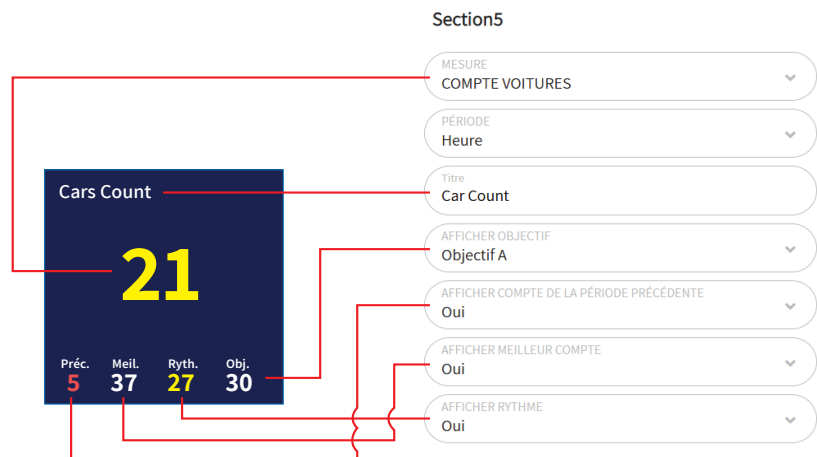 Section5
MESURE
COMPTE VOITURES
PÉRIODE
Heure
Titre
Car Count
AFFICHER OBJECTIF
Objectif A
AFFICHER COMPTE DE LA PÉRIODE PRÉCÉDENTE
Oui
AFFICHER MEILLEUR COMPTE
Oui
AFFICHER RYTHME
Oui
Cars Count
21
Préc. Meil. Ryth. Obj.
5 37 27 30